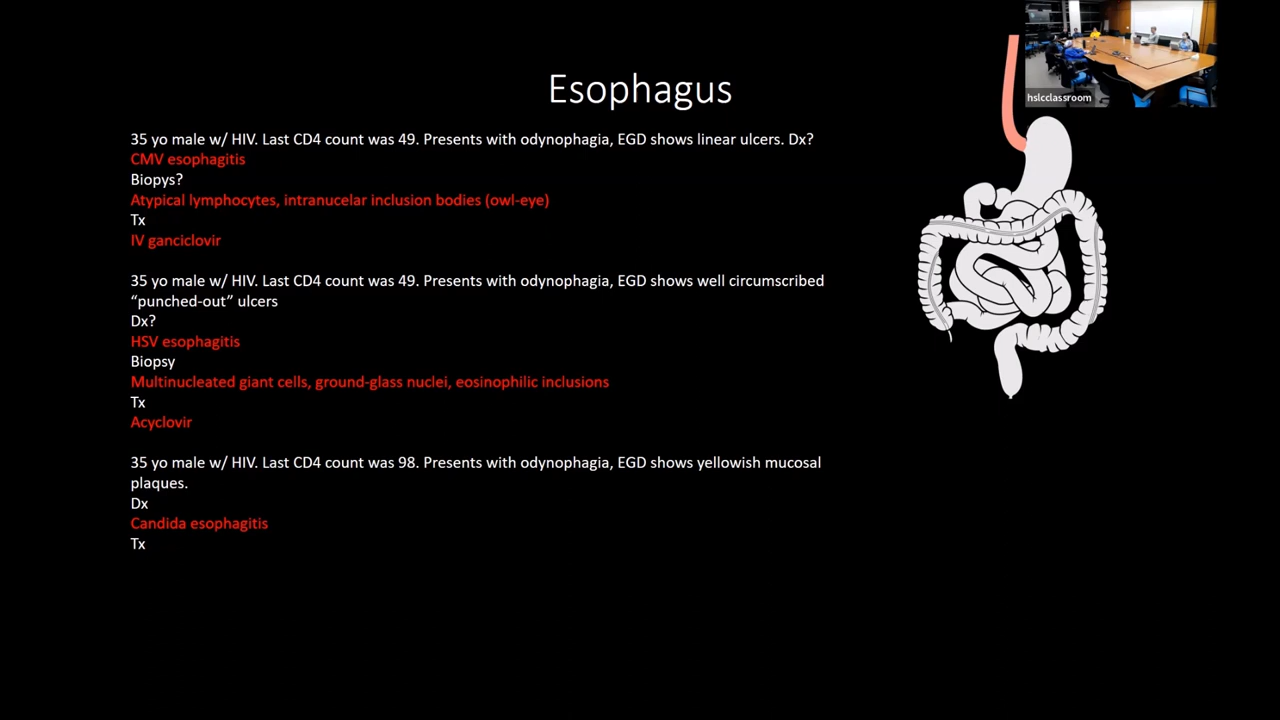 hslcclassroom
Esophagus
35 yo male w/ HIV. Last CD4 count was 49. Presents with odynophagia, EGD shows linear ulcers. Dx?
CMV esophagitis
Biopys?
Atypical lymphocytes, intranucelar inclusion bodies (owl-eye)
Tx
IV ganciclovir
35 yo male w/ HIV. Last CD4 count was 49. Presents with odynophagia, EGD shows well circumscribed
“punched-out” ulcers
Dx?
HSV esophagitis
Biopsy
Multinucleated giant cells, ground-glass nuclei, eosinophilic inclusions
Tx
Acyclovir
35 yo male w/ HIV. Last CD4 count was 98. Presents with odynophagia, EGD shows yellowish mucosal
plaques.
Dx
Candida esophagitis
Tx